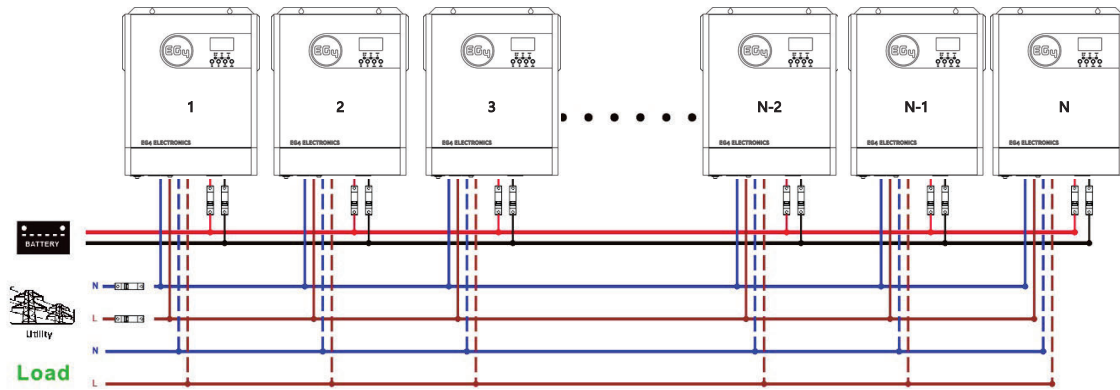 EG4 EG4 EG4 EG4 EG4 EG4
1 2 3 N-2 N-1 N
EG4 ELECTRONICS EG4 ELECTRONICS EG4 ELECTRONICS EG4 ELECTRONICS EG4 ELECTRONICS EG4 ELECTRONICS
BATTERY
N
L
Utility
N
Load
L